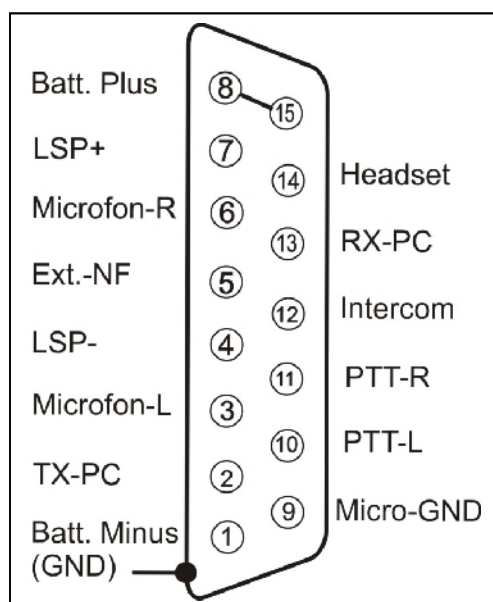 Batt. Plus
8
15
LSP+
7
14
Headset
Microfon-R
6
13
RX-PC
Ext.-NF
5
12
Intercom
LSP-
4
11
PTT-R
Microfon-L
3
10
PTT-L
TX-PC
2
9
Micro-GND
Batt. Minus
(GND)
1